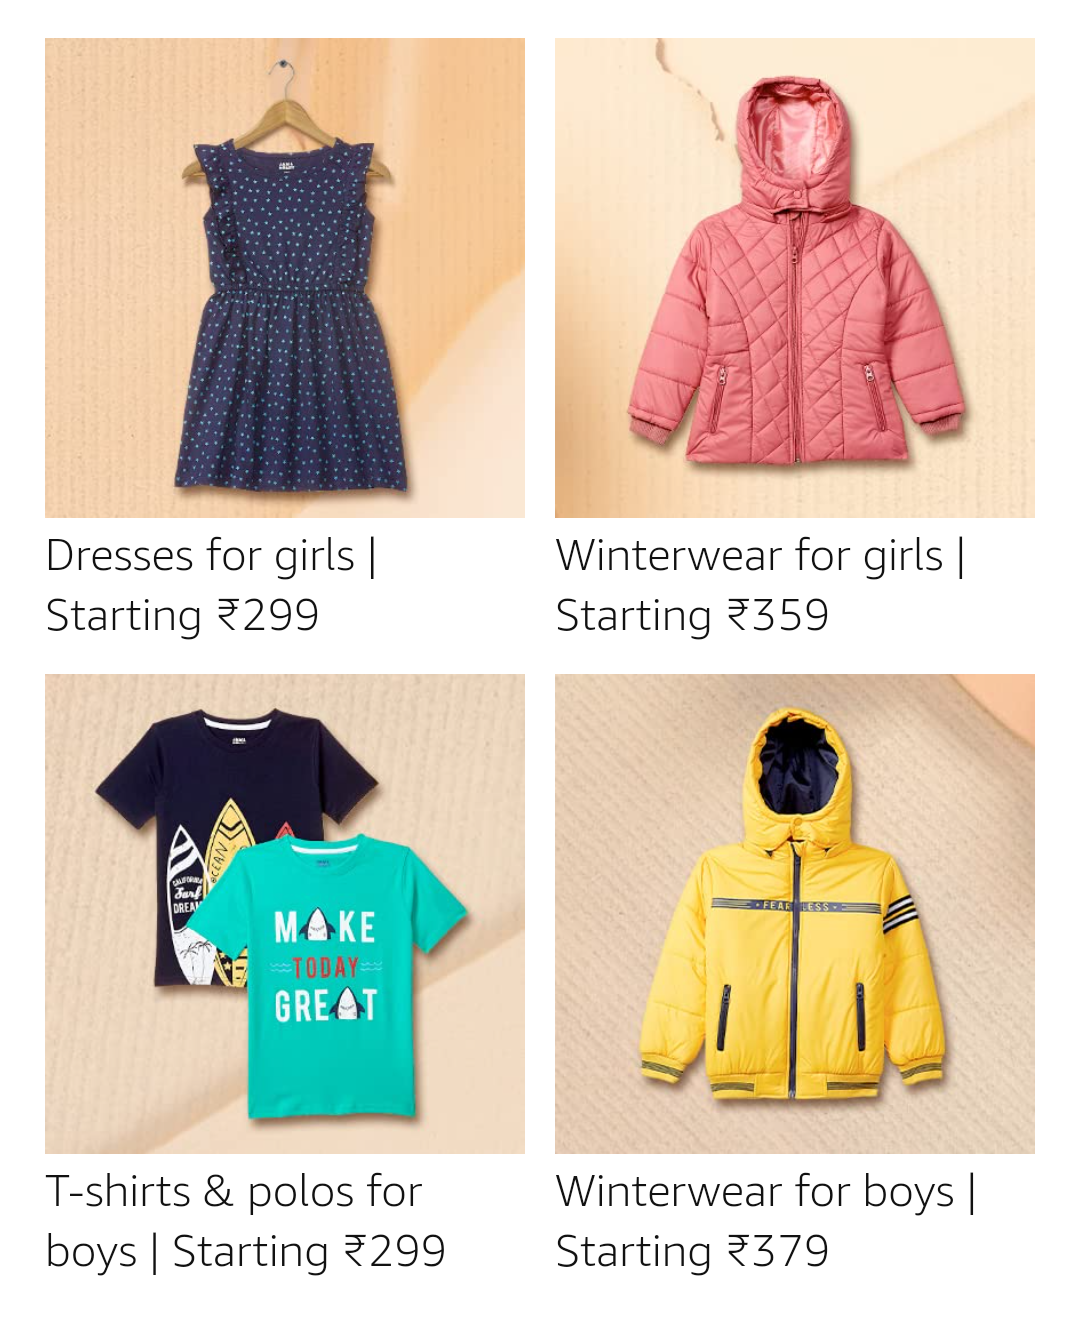 Dresses for girls |
Starting ₹299
Winterwear for girls |
Starting ₹359
CALIFORNIA
Surf
DREAM
OCEAN
MAKE
TODAY
GREAT
FEARLESS
T-shirts & polos for
boys | Starting ₹299
Winterwear for boys |
Starting ₹379